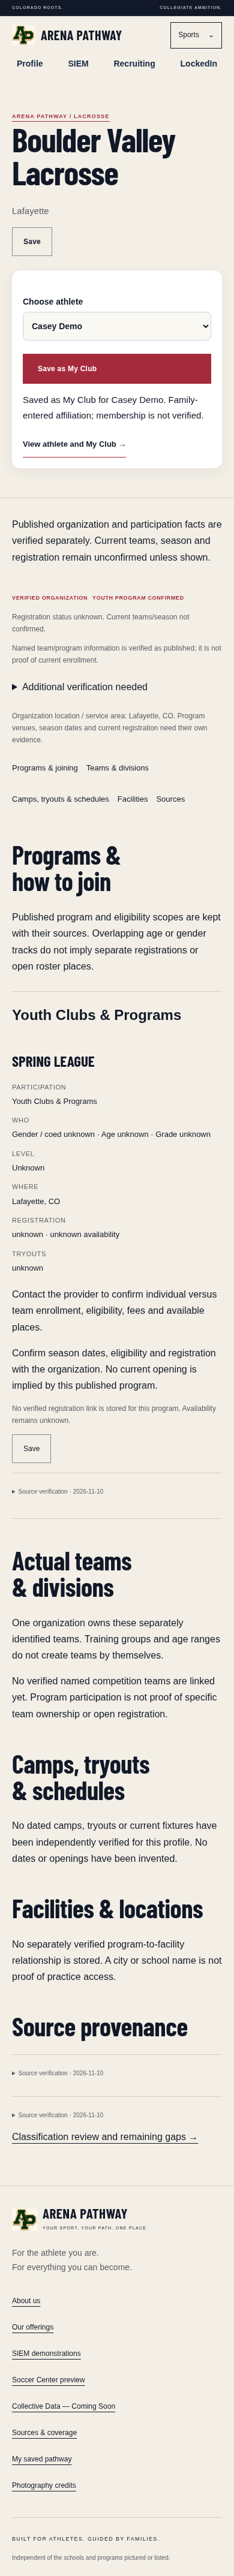 COLORADO ROOTS.
COLLEGIATE AMBITION.
AP ARENA PATHWAY
Sports
Profile
SIEM
Recruiting
LockedIn
ARENA PATHWAY / LACROSSE
Boulder Valley
Lacrosse
Lafayette
Save
Choose athlete
Casey Demo
Save as My Club
Saved as My Club for Casey Demo. Family-
entered affiliation; membership is not verified.
View athlete and My Club →
Published organization and participation facts are
verified separately. Current teams, season and
registration remain unconfirmed unless shown.
VERIFIED ORGANIZATION YOUTH PROGRAM CONFIRMED
Registration status unknown. Current teams/season not
confirmed.
Named team/program information is verified as published; it is not
proof of current enrollment.
▶ Additional verification needed
Organization location / service area: Lafayette, CO. Program
venues, season dates and current registration need their own
evidence.
Programs & joining
Teams & divisions
Camps, tryouts & schedules
Facilities
Sources
Programs &
how to join
Published program and eligibility scopes are kept
with their sources. Overlapping age or gender
tracks do not imply separate registrations or
open roster places.
Youth Clubs & Programs
SPRING LEAGUE
PARTICIPATION
Youth Clubs & Programs
WHO
Gender / coed unknown · Age unknown · Grade unknown
LEVEL
Unknown
WHERE
Lafayette, CO
REGISTRATION
unknown · unknown availability
TRYOUTS
unknown
Contact the provider to confirm individual versus
team enrollment, eligibility, fees and available
places.
Confirm season dates, eligibility and registration
with the organization. No current opening is
implied by this published program.
No verified registration link is stored for this program. Availability
remains unknown.
Save
▶ Source verification · 2026-11-10
Actual teams
& divisions
One organization owns these separately
identified teams. Training groups and age ranges
do not create teams by themselves.
No verified named competition teams are linked
yet. Program participation is not proof of specific
team ownership or open registration.
Camps, tryouts
& schedules
No dated camps, tryouts or current fixtures have
been independently verified for this profile. No
dates or openings have been invented.
Facilities & locations
No separately verified program-to-facility
relationship is stored. A city or school name is not
proof of practice access.
Source provenance
▶ Source verification · 2026-11-10
▶ Source verification · 2026-11-10
Classification review and remaining gaps →
AP ARENA PATHWAY
YOUR SPORT. YOUR PATH. ONE PLACE.
For the athlete you are.
For everything you can become.
About us
Our offerings
SIEM demonstrations
Soccer Center preview
Collective Data — Coming Soon
Sources & coverage
My saved pathway
Photography credits
BUILT FOR ATHLETES. GUIDED BY FAMILIES.
Independent of the schools and programs pictured or listed.